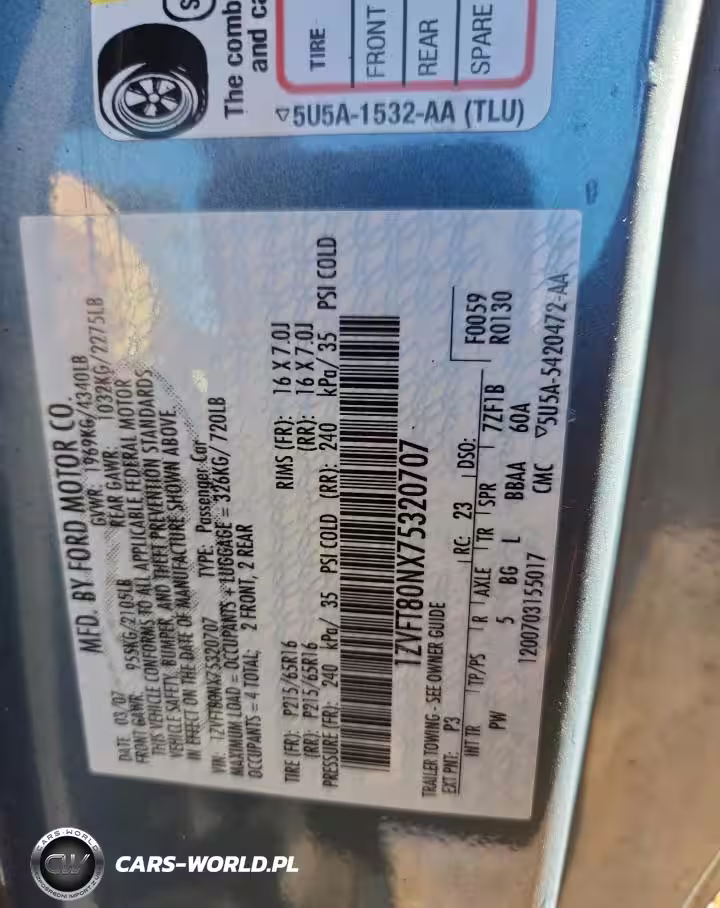 The comb
and ca
TIRE
FRONT
REAR
SPARE
▽5U5A-1532-AA (TLU)
MFD. BY FORD MOTOR CO.
DATE 03/07 GVWR: 1969KG/4340LB
FRONT GAWR: 955KG/2105LB REAR GAWR: 1032KG/2275LB
THIS VEHICLE CONFORMS TO ALL APPLICABLE FEDERAL MOTOR
VEHICLE SAFETY, BUMPER, AND THEFT PREVENTION STANDARDS
IN EFFECT ON THE DATE OF MANUFACTURE SHOWN ABOVE.
VIN: 1ZVFT80NX75320707 TYPE: Passenger Car
MAXIMUM LOAD = OCCUPANTS + LUGGAGE = 326KG/ 720LB
OCCUPANTS = 4 TOTAL; 2 FRONT, 2 REAR
TIRE (FR): P215/65R16 RIMS (FR): 16 X 7.0J
(RR): P215/65R16 (RR): 16 X 7.0J
PRESSURE (FR): 240 kPa/ 35 PSI COLD (RR): 240 kPa/ 35 PSI COLD
1ZVFT80NX75320707
TRAILER TOWING - SEE OWNER GUIDE F0059
EXT PNT: P3 RC: 23 DSO: R0130
INT TR TP/PS R AXLE TR SPR 7ZF1B
PW 5 BG L BBAA 60A
1200703155017 CMC ▽5U5A-5420472-AA
CARS-WORLD
CW
CARS-WORLD.PL